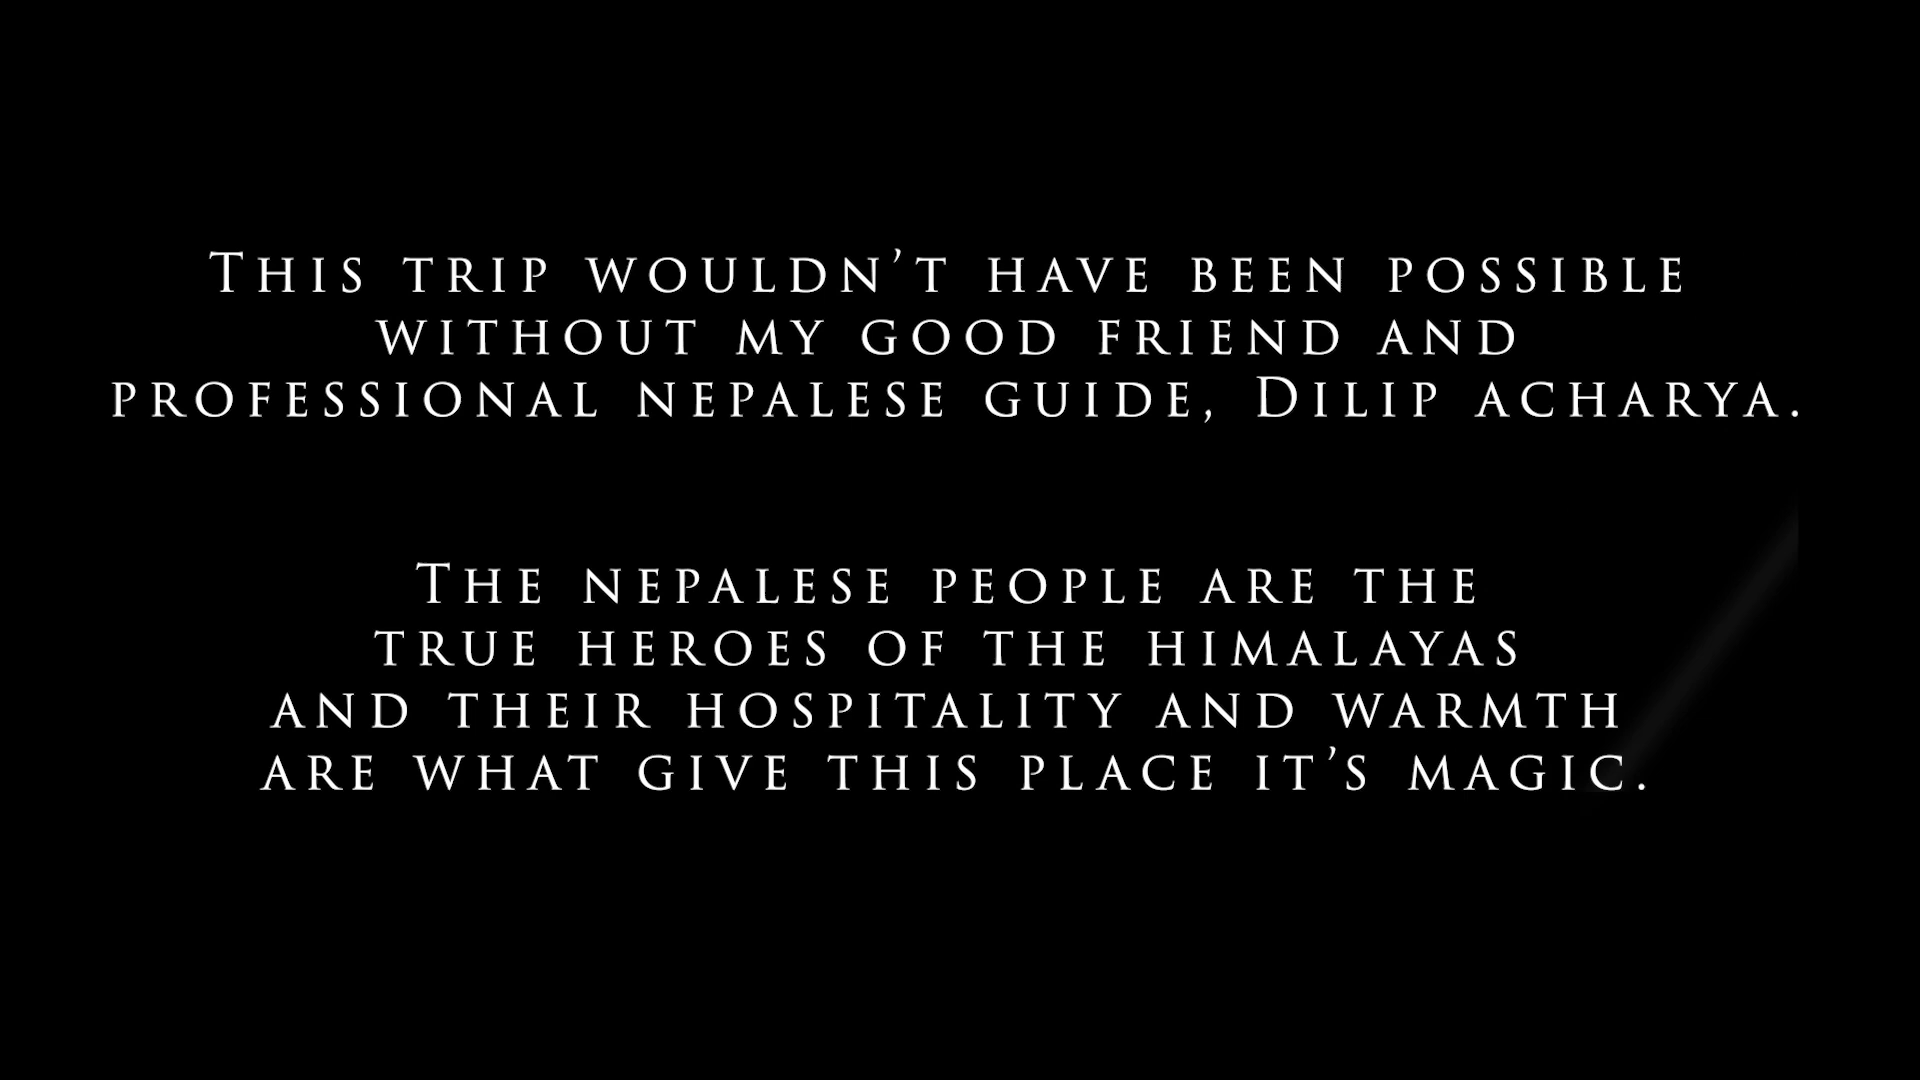 This trip wouldn’t have been possible
without my good friend and
professional nepalese guide, Dilip acharya.
The nepalese people are the
true heroes of the himalayas
and their hospitality and warmth
are what give this place it’s magic.